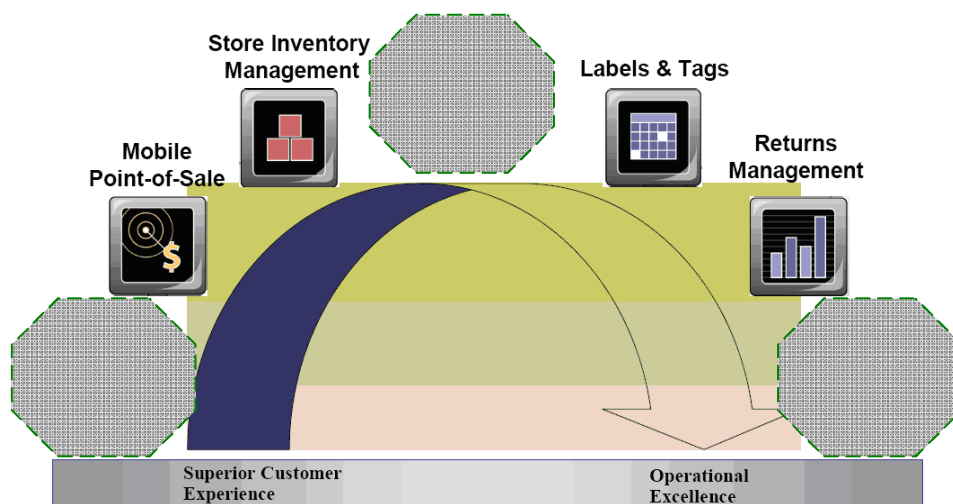 Store Inventory
Management
Labels & Tags
Mobile
Point-of-Sale
Returns
Management
$
Superior Customer
Experience
Operational
Excellence